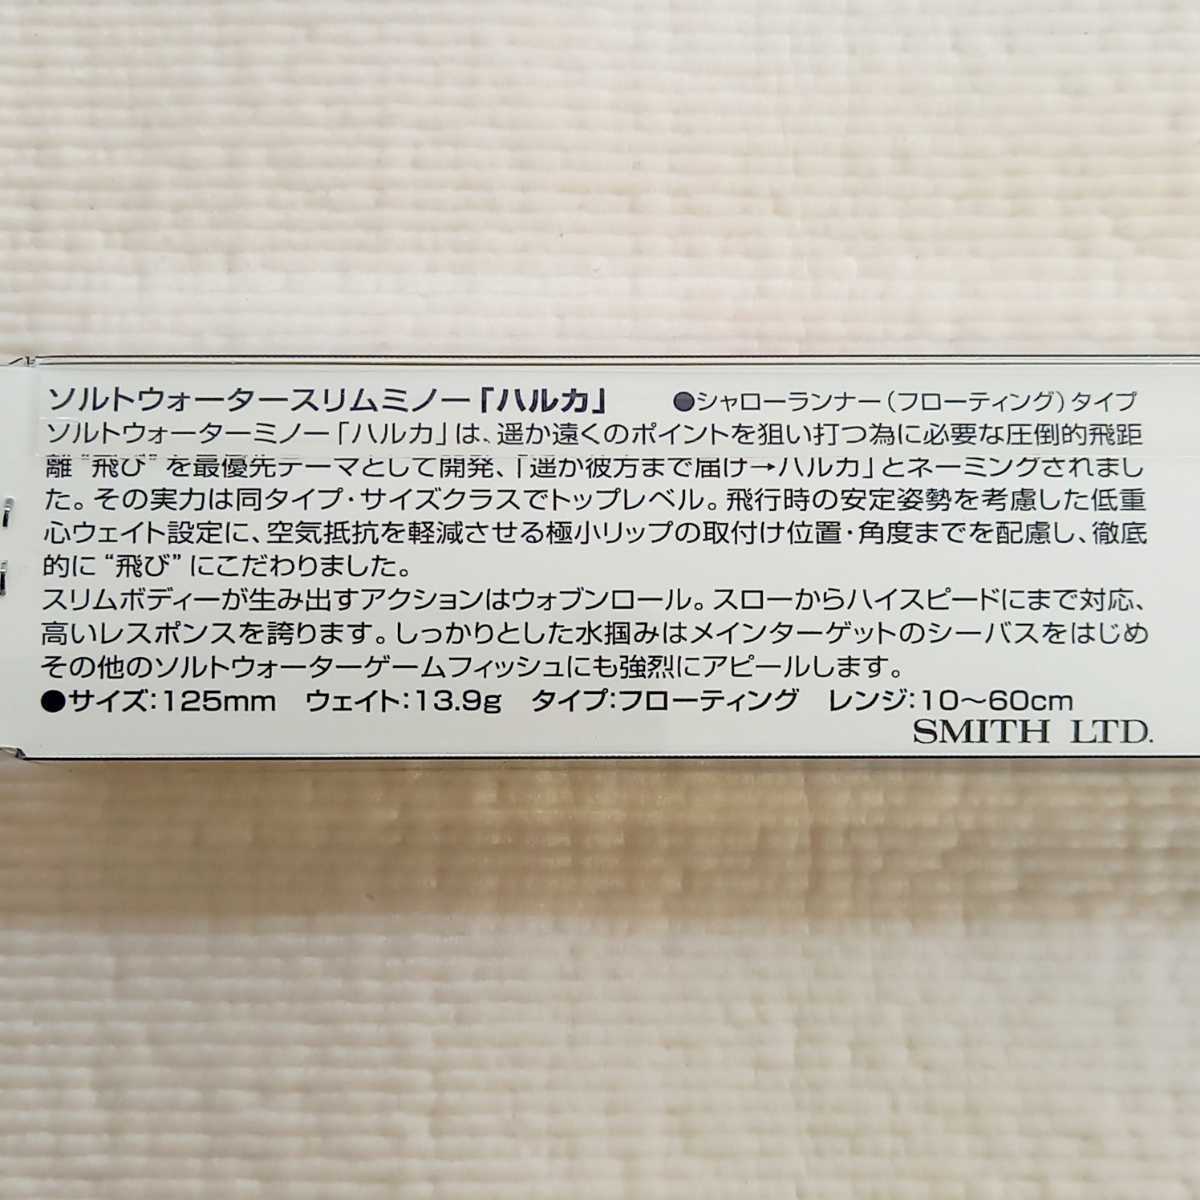 ソルトウォータースリムミノー「ハルカ」 ●シャローランナー(フローティング)タイプ
ソルトウォーターミノー「ハルカ」は、遥か遠くのポイントを狙い打つ為に必要な圧倒的飛距
離“飛び”を最優先テーマとして開発、「遥か彼方まで届け→ハルカ」とネーミングされまし
た。その実力は同タイプ・サイズクラスでトップレベル。飛行時の安定姿勢を考慮した低重
心ウェイト設定に、空気抵抗を軽減させる極小リップの取付け位置・角度までを配慮し、徹底
的に“飛び”にこだわりました。
スリムボディーが生み出すアクションはウォブンロール。スローからハイスピードにまで対応、
高いレスポンスを誇ります。しっかりとした水掴みはメインターゲットのシーバスをはじめ
その他のソルトウォーターゲームフィッシュにも強烈にアピールします。
●サイズ:125mm ウェイト:13.9g タイプ:フローティング レンジ:10〜60cm
SMITH LTD.